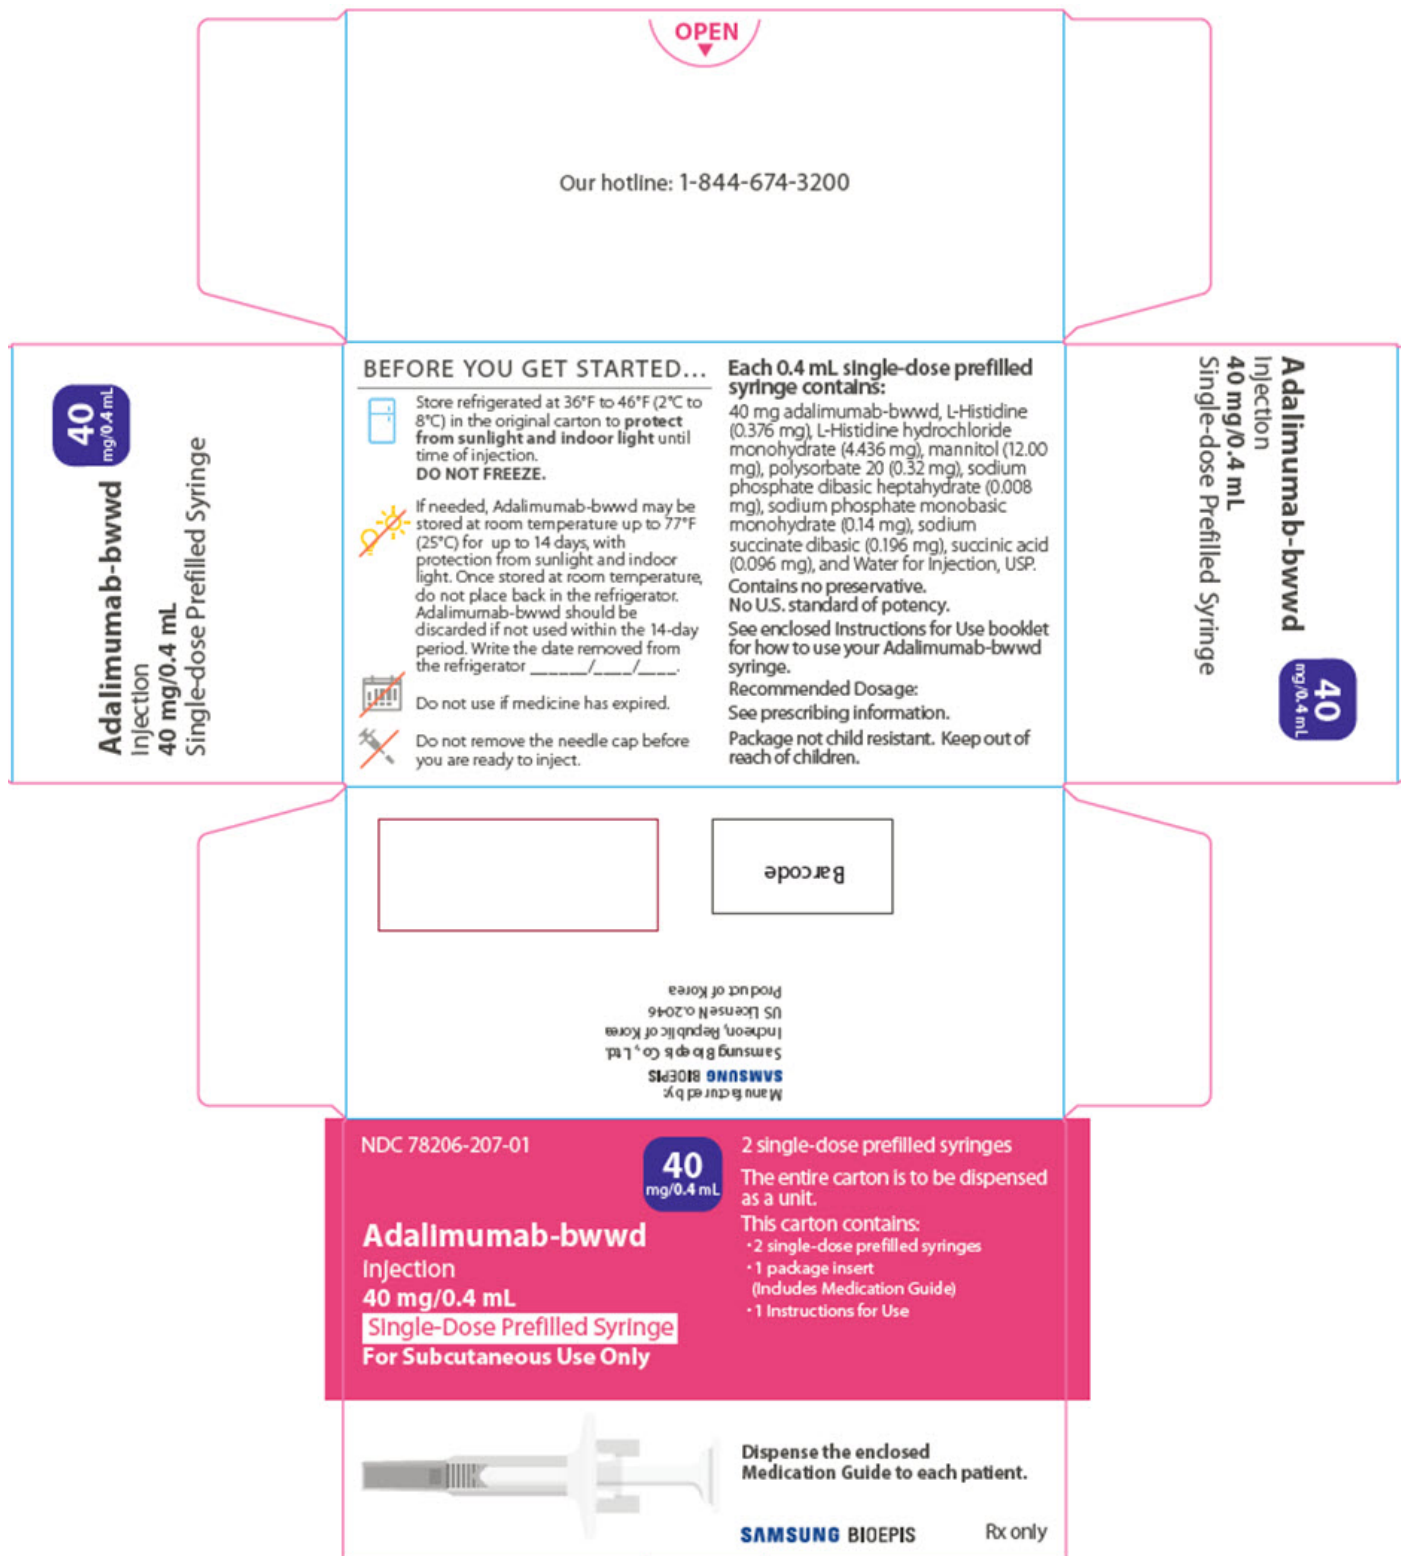 OPEN
Our hotline: 1-844-674-3200
40
mg/0.4 mL
Adalimumab-bwwd
Injection
40 mg/0.4 mL
Single-dose Prefilled Syringe
BEFORE YOU GET STARTED...
Store refrigerated at 36°F to 46°F (2°C to
8°C) in the original carton to protect
from sunlight and indoor light until
time of injection.
DO NOT FREEZE.
If needed, Adalimumab-bwwd may be
stored at room temperature up to 77°F
(25°C) for up to 14 days, with
protection from sunlight and indoor
light. Once stored at room temperature,
do not place back in the refrigerator.
Adalimumab-bwwd should be
discarded if not used within the 14-day
period. Write the date removed from
the refrigerator ______/____/____.
Do not use if medicine has expired.
Do not remove the needle cap before
you are ready to inject.
Each 0.4 mL single-dose prefilled
syringe contains:
40 mg adalimumab-bwwd, L-Histidine
(0.376 mg), L-Histidine hydrochloride
monohydrate (4.436 mg), mannitol (12.00
mg), polysorbate 20 (0.32 mg), sodium
phosphate dibasic heptahydrate (0.008
mg), sodium phosphate monobasic
monohydrate (0.14 mg), sodium
succinate dibasic (0.196 mg), succinic acid
(0.096 mg), and Water for Injection, USP.
Contains no preservative.
No U.S. standard of potency.
See enclosed Instructions for Use booklet
for how to use your Adalimumab-bwwd
syringe.
Recommended Dosage:
See prescribing information.
Package not child resistant. Keep out of
reach of children.
Adalimumab-bwwd
Injection
40 mg/0.4 mL
Single-dose Prefilled Syringe
40
mg/0.4 mL
Barcode
Manufactured by:
SAMSUNG BIOEPIS
Samsung Bioepis Co., Ltd.
Incheon, Republic of Korea
US License No.2046
Product of Korea
NDC 78206-207-01
40
mg/0.4 mL
Adalimumab-bwwd
Injection
40 mg/0.4 mL
Single-Dose Prefilled Syringe
For Subcutaneous Use Only
2 single-dose prefilled syringes
The entire carton is to be dispensed
as a unit.
This carton contains:
• 2 single-dose prefilled syringes
• 1 package insert
(Includes Medication Guide)
• 1 Instructions for Use
Dispense the enclosed
Medication Guide to each patient.
SAMSUNG BIOEPIS
Rx only